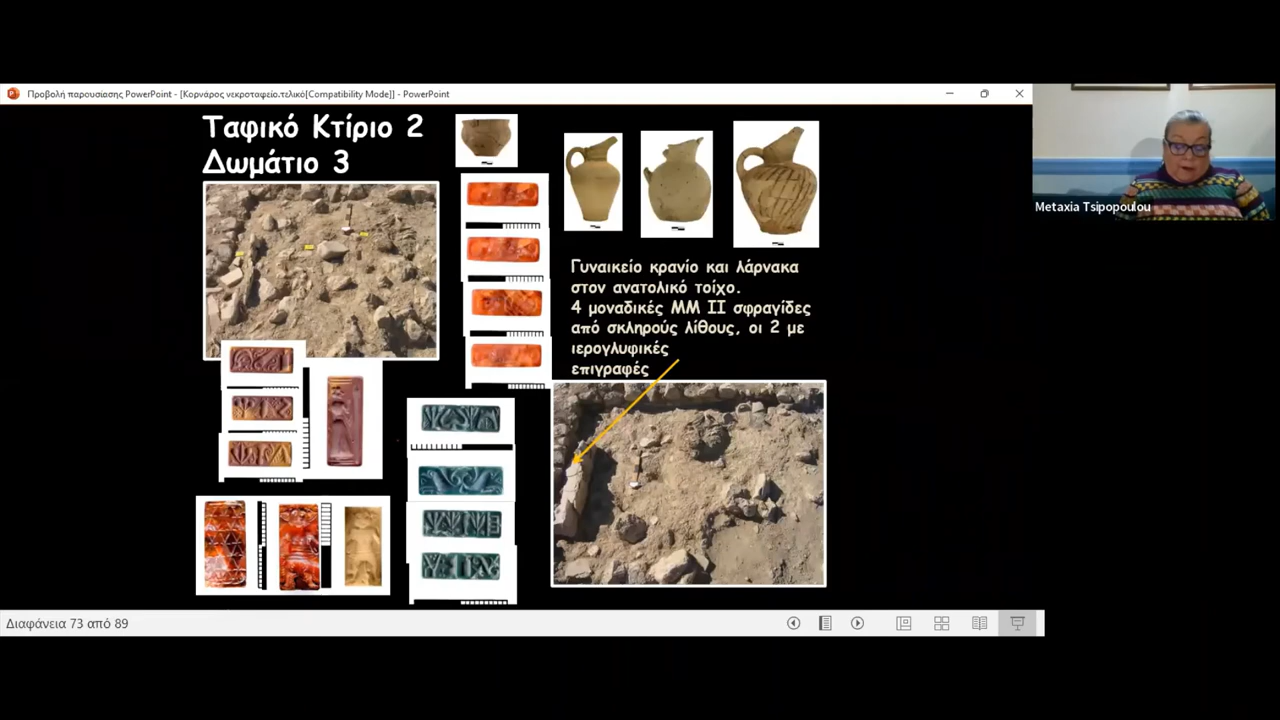 Προβολή παρουσίασης PowerPoint - [Κορνάρος νεκροταφείο.τελικό[Compatibility Mode]] - PowerPoint
Ταφικό Κτίριο 2
Δωμάτιο 3
Metaxia Tsipopoulou
Γυναικείο κρανίο και λάρνακα
στον ανατολικό τοίχο.
4 μοναδικές ΜΜ ΙΙ σφραγίδες
από σκληρούς λίθους, οι 2 με
ιερογλυφικές
επιγραφές
Διαφάνεια 73 από 89